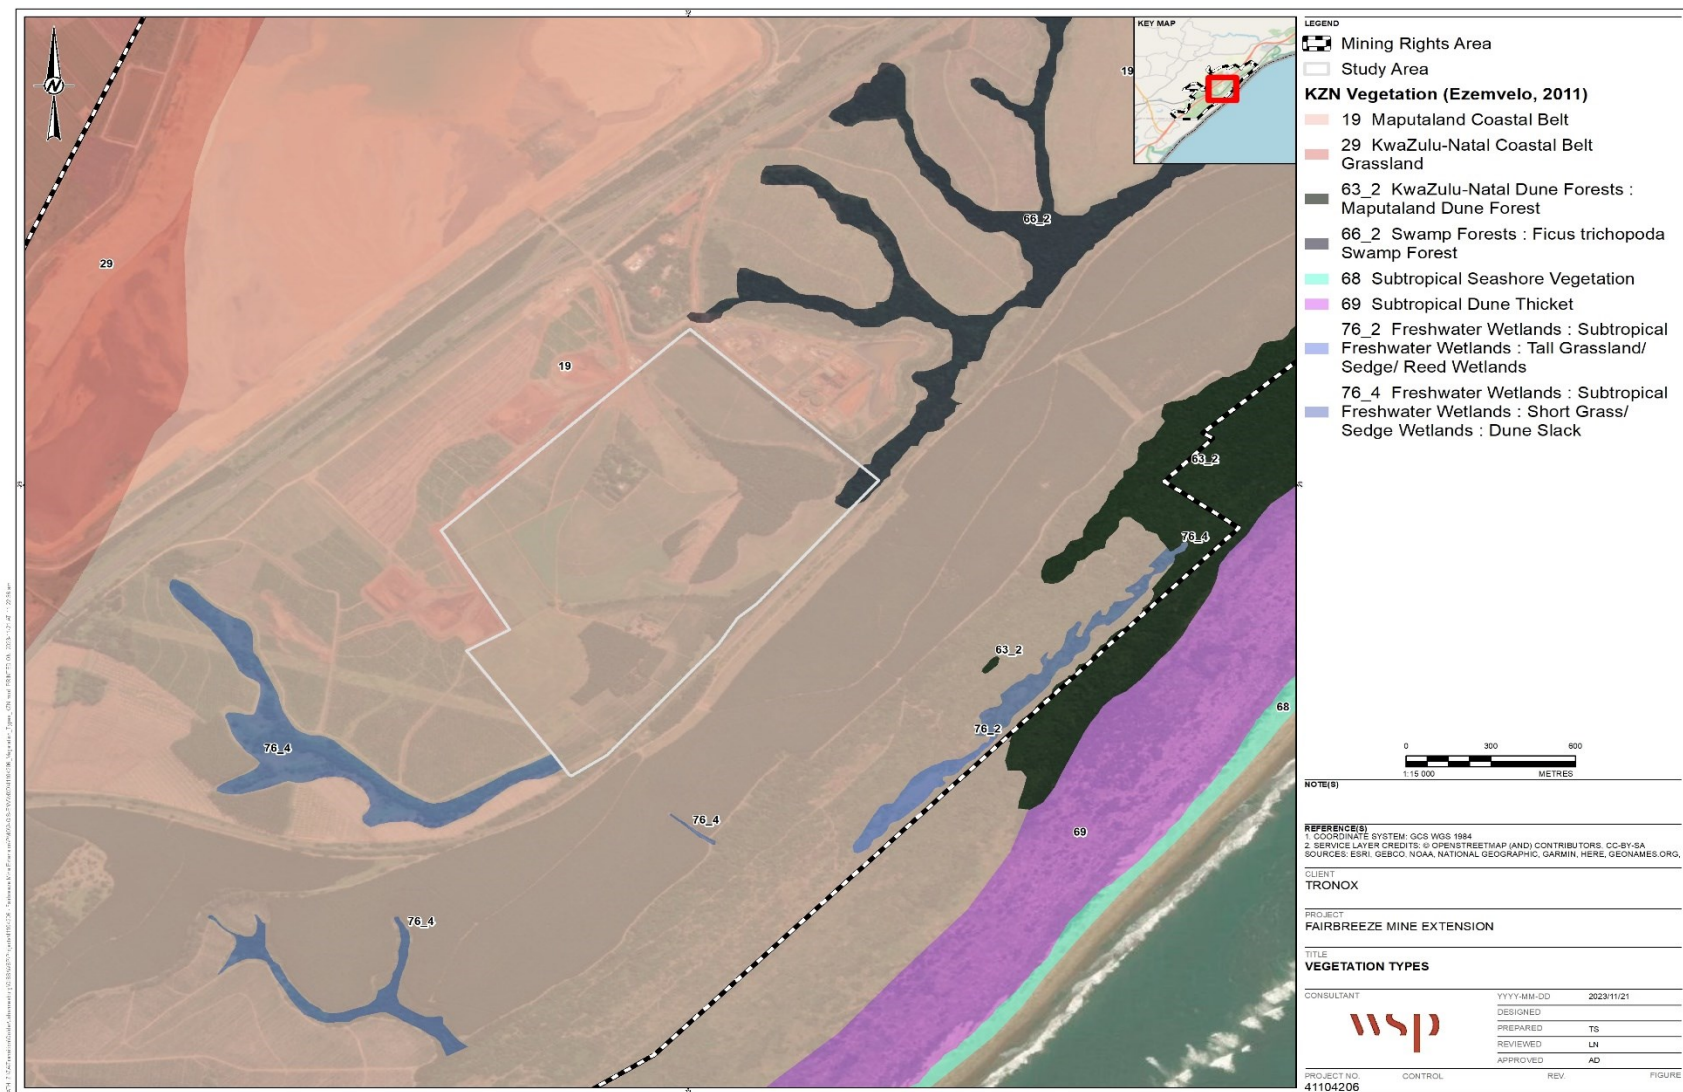 KEY MAP
19
29
66_2
19
63_2
76_4
63_2
76_2
68
76_4
76_4
69
76_4
LEGEND
Mining Rights Area
Study Area
KZN Vegetation (Ezemvelo, 2011)
19 Maputaland Coastal Belt
29 KwaZulu-Natal Coastal Belt
Grassland
63_2 KwaZulu-Natal Dune Forests :
Maputaland Dune Forest
66_2 Swamp Forests : Ficus trichopoda
Swamp Forest
68 Subtropical Seashore Vegetation
69 Subtropical Dune Thicket
76_2 Freshwater Wetlands : Subtropical
Freshwater Wetlands : Tall Grassland/
Sedge/ Reed Wetlands
76_4 Freshwater Wetlands : Subtropical
Freshwater Wetlands : Short Grass/
Sedge Wetlands : Dune Slack
0 300 600
1:15 000 METRES
NOTE(S)
REFERENCE(S)
1. COORDINATE SYSTEM: GCS WGS 1984
2. SERVICE LAYER CREDITS: © OPENSTREETMAP (AND) CONTRIBUTORS, CC-BY-SA
SOURCES: ESRI, GEBCO, NOAA, NATIONAL GEOGRAPHIC, GARMIN, HERE, GEONAMES.ORG,
CLIENT
TRONOX
PROJECT
FAIRBREEZE MINE EXTENSION
TITLE
VEGETATION TYPES
CONSULTANT
wsp
YYYY-MM-DD 2023/11/21
DESIGNED
PREPARED TS
REVIEWED LN
APPROVED AD
PROJECT NO. CONTROL REV. FIGURE
41104206
N